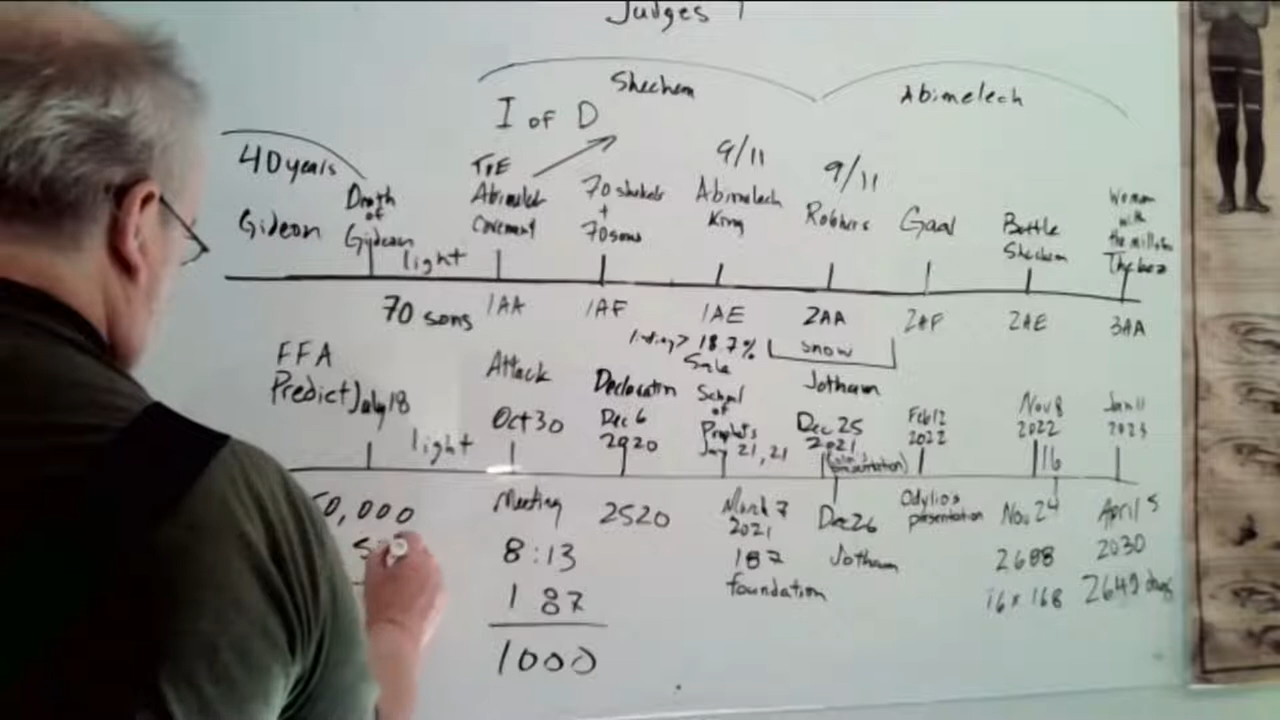 Judges
Shechem
Abimelech
I of D
40 years
Gideon
Death
of
Gideon
light
Abimelech
Covenant
70 shekels
+
70 sons
9/11
Abimelech
King
9/11
Robbers
Gaal
Battle
Shechem
Woman
with
the
Thebez
70 sons
1AA
1AF
1AE
2AA
2AF
2AE
3AA
18.7%
Sale
snow
Jotham
FFA
Predict July 18
light
Attack
Oct 30
Declaration
Dec 6
2020
School
of
Prophets
21, 21
Dec 25
2021
Feb 12
2022
Nov 8
2022
16
Jan 11
2023
0,000
Meeting
8:13
1 87
1000
2520
March 7
2021
187
foundation
Dec 26
Jotham
Odylios
presentation
Nov 24
2688
16 x 168
April 5
2030
2649 days